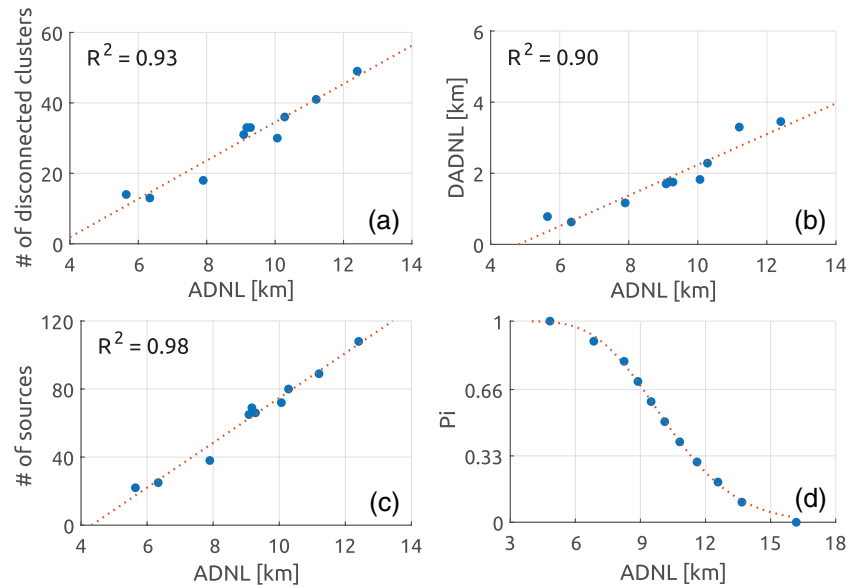 # of disconnected clusters
60
40
20
0
R² = 0.93
(a)
4 6 8 10 12 14
ADNL [km]
DADNL [km]
6
4
2
0
R² = 0.90
(b)
4 6 8 10 12 14
ADNL [km]
# of sources
120
80
40
0
R² = 0.98
(c)
4 6 8 10 12 14
ADNL [km]
Pi
1
0.66
0.33
0
(d)
3 6 9 12 15 18
ADNL [km]